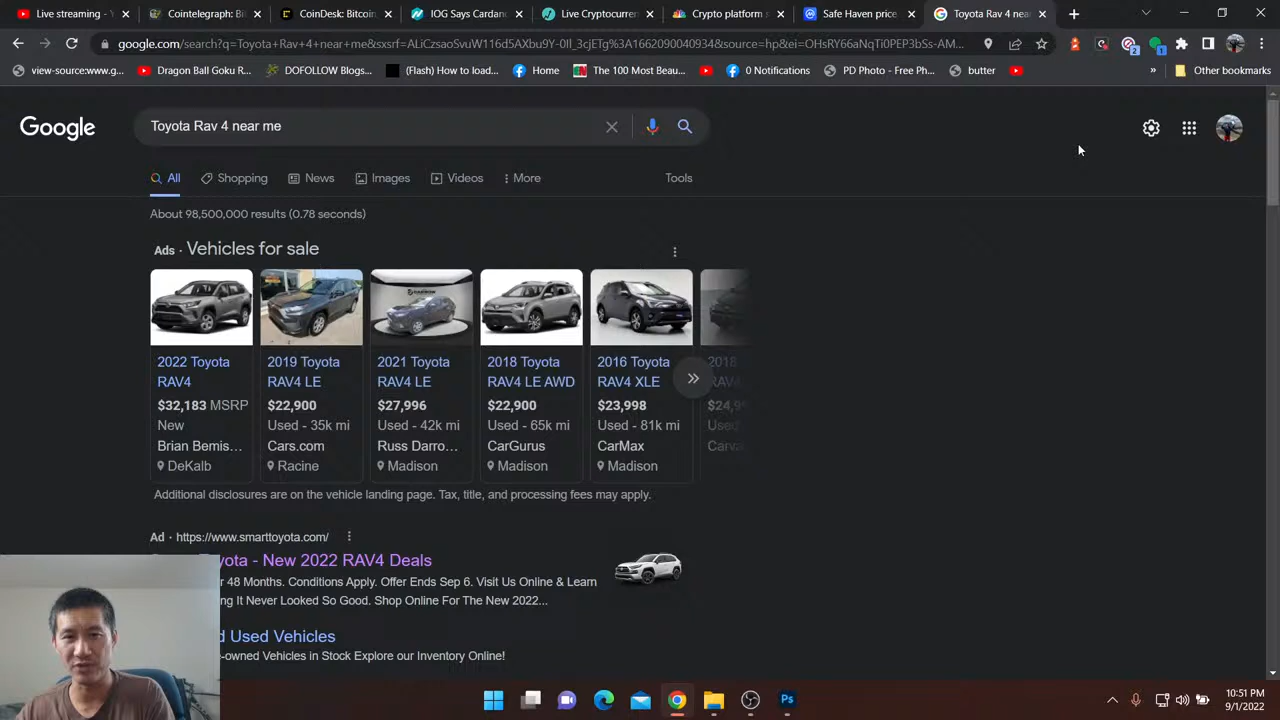 Live streaming - Y
Cointelegraph: Bi
CoinDesk: Bitcoin,
IOG Says Cardano
Live Cryptocurren
Crypto platform s
Safe Haven price
Toyota Rav 4 near
google.com/search?q=Toyota+Rav+4+near+me&sxsrf=
view-source:www.g...
Dragon Ball Goku R...
DOFOLLOW Blogs...
(Flash) How to load...
Home
The 100 Most Beau...
0 Notifications
PD Photo - Free Ph...
butter
»
Other bookmarks
Google
Toyota Rav 4 near me
All
Shopping
News
Images
Videos
More
Tools
About 98,500,000 results (0.78 seconds)
Ads · Vehicles for sale
2022 Toyota
RAV4
$32,183 MSRP
New
Brian Bemis...
DeKalb
2019 Toyota
RAV4 LE
$22,900
Used - 35k mi
Cars.com
Racine
2021 Toyota
RAV4 LE
$27,996
Used - 42k mi
Russ Darro...
Madison
2018 Toyota
RAV4 LE AWD
$22,900
Used - 65k mi
CarGurus
Madison
2016 Toyota
RAV4 XLE
$23,998
Used - 81k mi
CarMax
Madison
Additional disclosures are on the vehicle landing page. Tax, title, and processing fees may apply.
Ad · https://www.smarttoyota.com/
- New 2022 RAV4 Deals
48 Months. Conditions Apply. Offer Ends Sep 6. Visit Us Online & Learn
It Never Looked So Good. Shop Online For The New 2022...
Used Vehicles
-owned Vehicles in Stock Explore our Inventory Online!
10:51 PM
9/1/2022